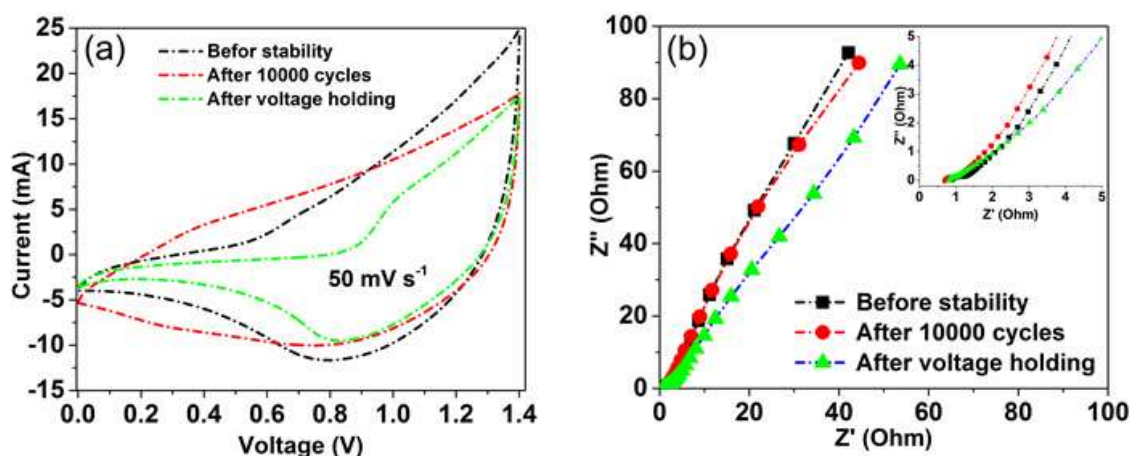 (a)
Befor stability
After 10000 cycles
After voltage holding
50 mV s⁻¹
Current (mA)
25
20
15
10
5
0
-5
-10
-15
0.0 0.2 0.4 0.6 0.8 1.0 1.2 1.4
Voltage (V)
(b)
Z'' (Ohm)
100
80
60
40
20
0
0 20 40 60 80 100
Z' (Ohm)
Before stability
After 10000 cycles
After voltage holding
Z'' (Ohm)
5
4
3
2
1
0
0 1 2 3 4 5
Z' (Ohm)